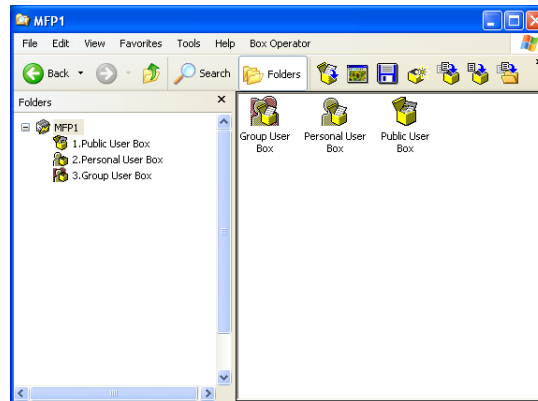 MFP1
File Edit View Favorites Tools Help Box Operator
Back Search Folders
Folders
MFP1
1.Public User Box
2.Personal User Box
3.Group User Box
Group User Box
Personal User Box
Public User Box